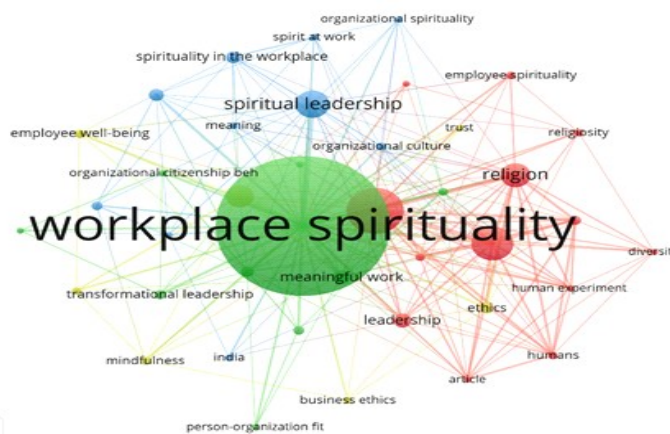 organizational spirituality
spirit at work
spirituality in the workplace
employee spirituality
spiritual leadership
employee well-being
meaning
trust
religiosity
organizational culture
organizational citizenship beh
religion
workplace spirituality
diversit
meaningful work
transformational leadership
human experiment
ethics
leadership
mindfulness
india
humans
article
business ethics
person-organization fit